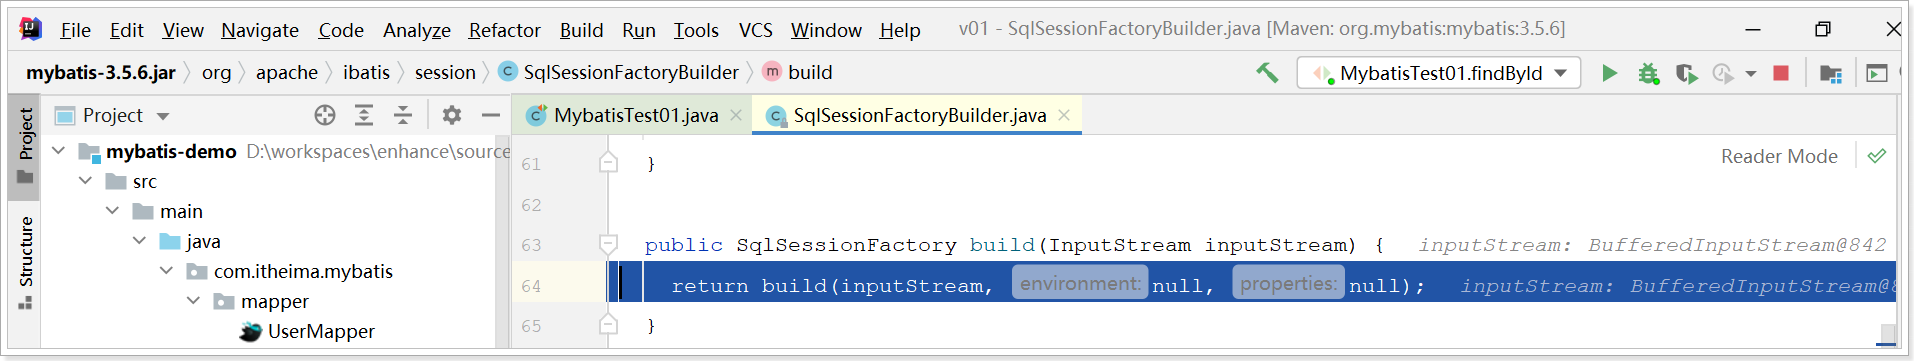 File Edit View Navigate Code Analyze Refactor Build Run Tools VCS Window Help v01 - SqlSessionFactoryBuilder.java [Maven: org.mybatis:mybatis:3.5.6]
mybatis-3.5.6.jar org apache ibatis session SqlSessionFactoryBuilder build MybatisTest01.findById
Project Project MybatisTest01.java SqlSessionFactoryBuilder.java
mybatis-demo D:\workspaces\enhance\source
61 }
Reader Mode
src
62
main
63 public SqlSessionFactory build(InputStream inputStream) { inputStream: BufferedInputStream@842
java
Structure
com.itheima.mybatis
64 return build(inputStream, environment: null, properties: null); inputStream: BufferedInputStream@8
mapper
65 }
UserMapper